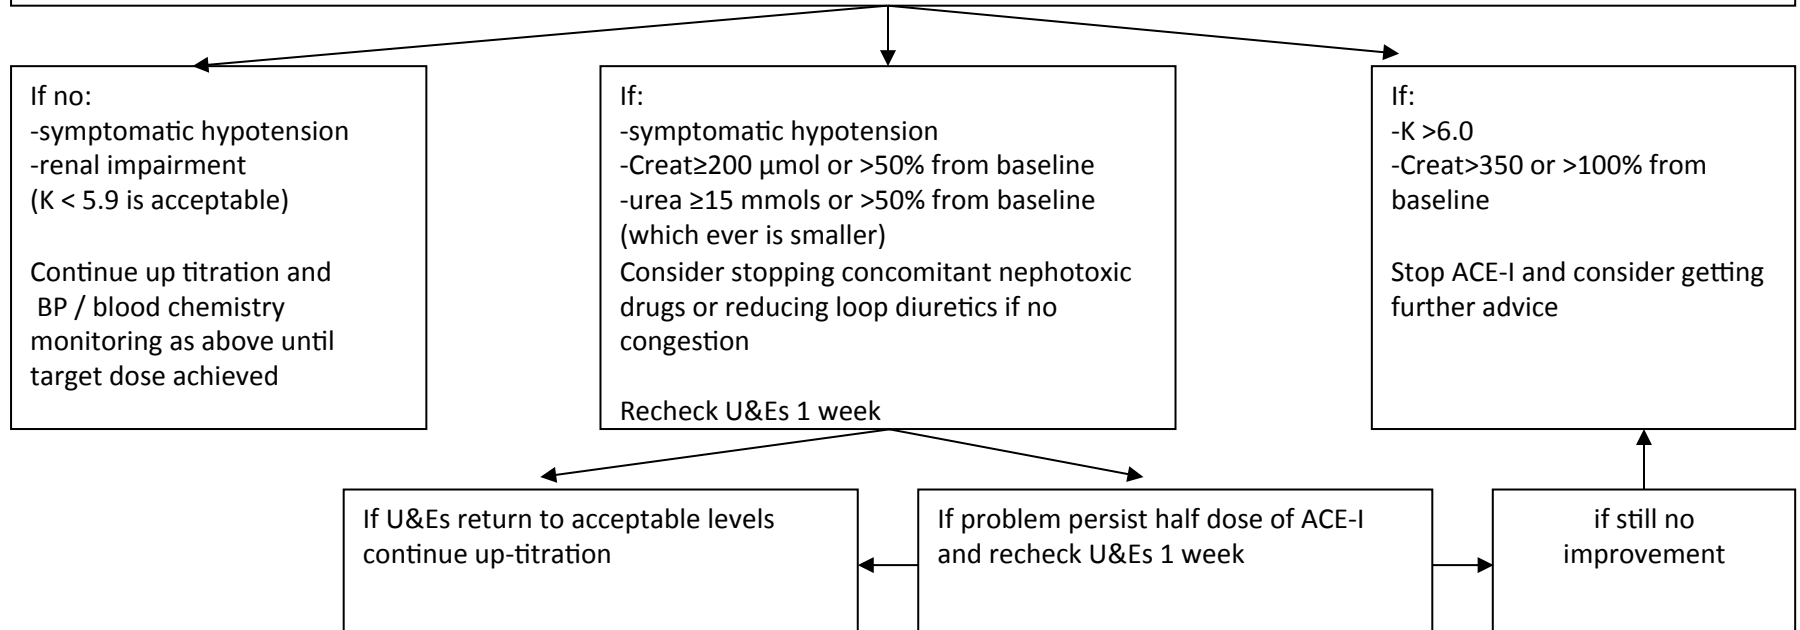 If no:
-symptomatic hypotension
-renal impairment
(K < 5.9 is acceptable)
Continue up titration and
BP / blood chemistry
monitoring as above until
target dose achieved
If:
-symptomatic hypotension
-Creat≥200 µmol or >50% from baseline
-urea ≥15 mmols or >50% from baseline
(which ever is smaller)
Consider stopping concomitant nephotoxic
drugs or reducing loop diuretics if no
congestion
Recheck U&Es 1 week
If:
-K >6.0
-Creat>350 or >100% from
baseline
Stop ACE-I and consider getting
further advice
If U&Es return to acceptable levels
continue up-titration
If problem persist half dose of ACE-I
and recheck U&Es 1 week
if still no
improvement